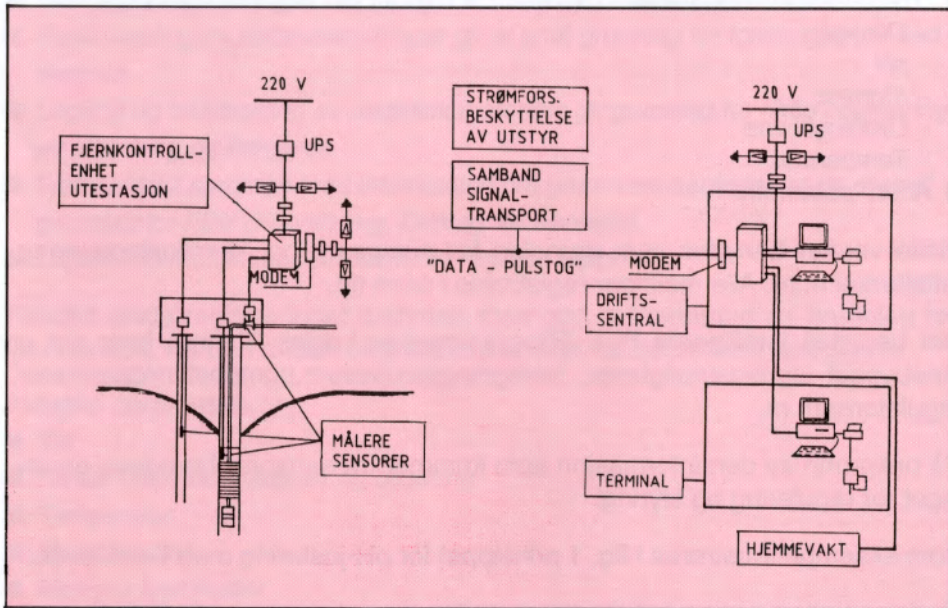 220 V
UPS
FJERNKONTROLL-
ENHET
UTESTASJON
MODEM
STRØMFORS.
BESKYTTELSE
AV UTSTYR
SAMBAND
SIGNAL-
TRANSPORT
"DATA - PULSTOG"
220 V
UPS
MODEM
DRIFTS-
SENTRAL
MÅLERE
SENSORER
TERMINAL
HJEMMEVAKT